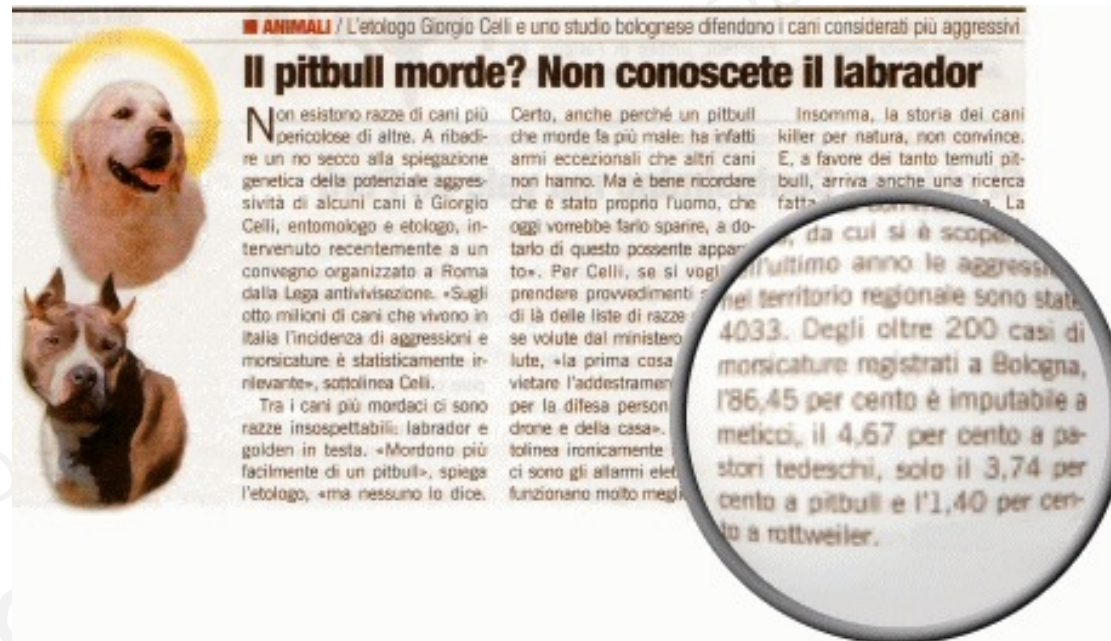 ANIMALI / L'etologo Giorgio Celli e uno studio bolognese difendono i cani considerati più aggressivi
Il pitbull morde? Non conoscete il labrador
Non esistono razze di cani più
pericolose di altre. A ribadi-
re un no secco alla spiegazione
genetica della potenziale aggres-
sività di alcuni cani è Giorgio
Celli, entomologo e etologo, in-
tervenuto recentemente a un
convegno organizzato a Roma
dalla Lega antivivisezione. «Sugli
otto milioni di cani che vivono in
Italia l'incidenza di aggressioni e
morsicature è statisticamente ir-
rilevante», sottolinea Celli.
Tra i cani più mordaci ci sono
razze insospettabili: labrador e
golden in testa. «Mordono più
facilmente di un pitbull», spiega
l'etologo, «ma nessuno lo dice.
Certo, anche perché un pitbull
che morde fa più male: ha infatti
armi eccezionali che altri cani
non hanno. Ma è bene ricordare
che è stato proprio l'uomo, che
oggi vorrebbe farlo sparire, a do-
tarlo di questo possente appara
to». Per Celli, se si vogl
prendere provvedimenti s
di là delle liste di razze
se volute dal ministero
lute, «la prima cosa
vietare l'addestramen
per la difesa person
drone e della casa».
tolinea ironicamente
ci sono gli allarmi elet
funzionano molto megli
Insomma, la storia dei cani
killer per natura, non convince.
E, a favore dei tanto temuti pit-
bull, arriva anche una ricerca
fatta La
da cui si è scope
ll'ultimo anno le aggressi
nel territorio regionale sono state
4033. Degli oltre 200 casi di
morsicature registrati a Bologna,
l'86,45 per cento è imputabile a
meticci, il 4,67 per cento a pa-
stori tedeschi, solo il 3,74 per
cento a pitbull e l'1,40 per cen-
to a rottweiler.